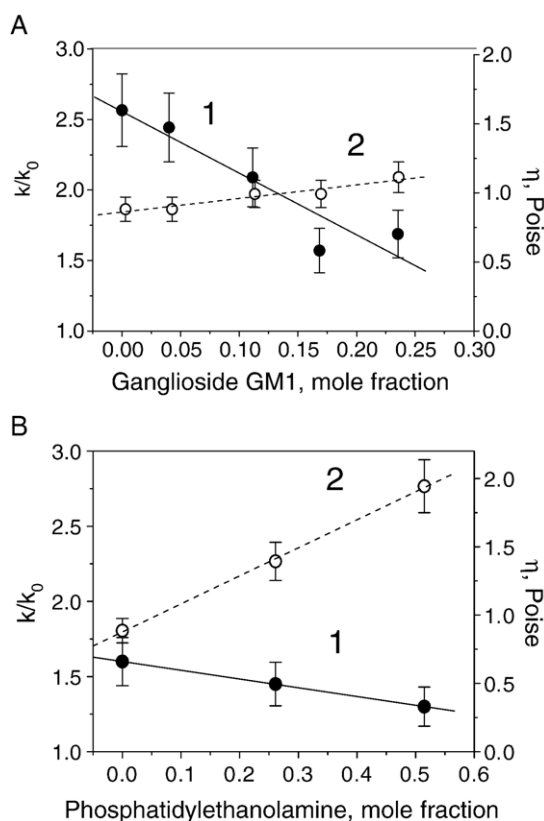 A
3.0
2.5
2.0
1.5
1.0
k/k0
1
2
2.0
1.5
1.0
0.5
0.0
η, Poise
0.00 0.05 0.10 0.15 0.20 0.25 0.30
Ganglioside GM1, mole fraction
B
3.0
2.5
2.0
1.5
1.0
k/k0
2
1
2.0
1.5
1.0
0.5
0.0
η, Poise
0.0 0.1 0.2 0.3 0.4 0.5 0.6
Phosphatidylethanolamine, mole fraction